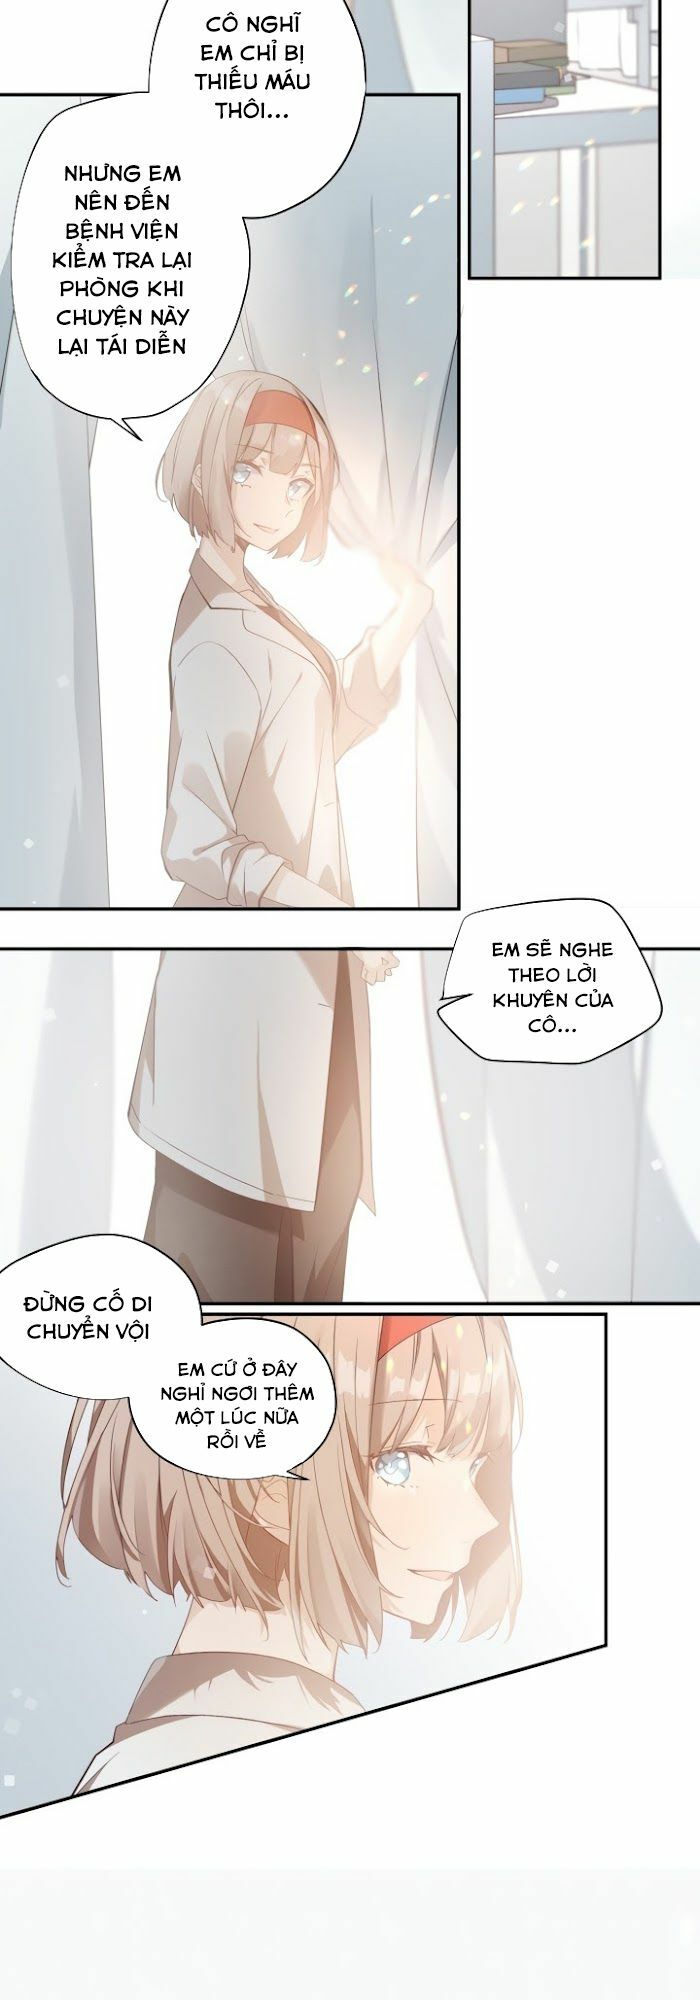 CÔ NGHĨ
EM CHỈ BỊ
THIẾU MÁU
THÔI...
NHƯNG EM
NÊN ĐẾN
BỆNH VIỆN
KIỂM TRA LẠI
PHÒNG KHI
CHUYỆN NÀY
LẠI TÁI DIỄN
EM SẼ NGHE
THEO LỜI
KHUYÊN CỦA
CÔ...
ĐỪNG CỐ DI
CHUYỂN VỘI
EM CỨ Ở ĐÂY
NGHỈ NGƠI THÊM
MỘT LÚC NỮA
RỒI VỀ